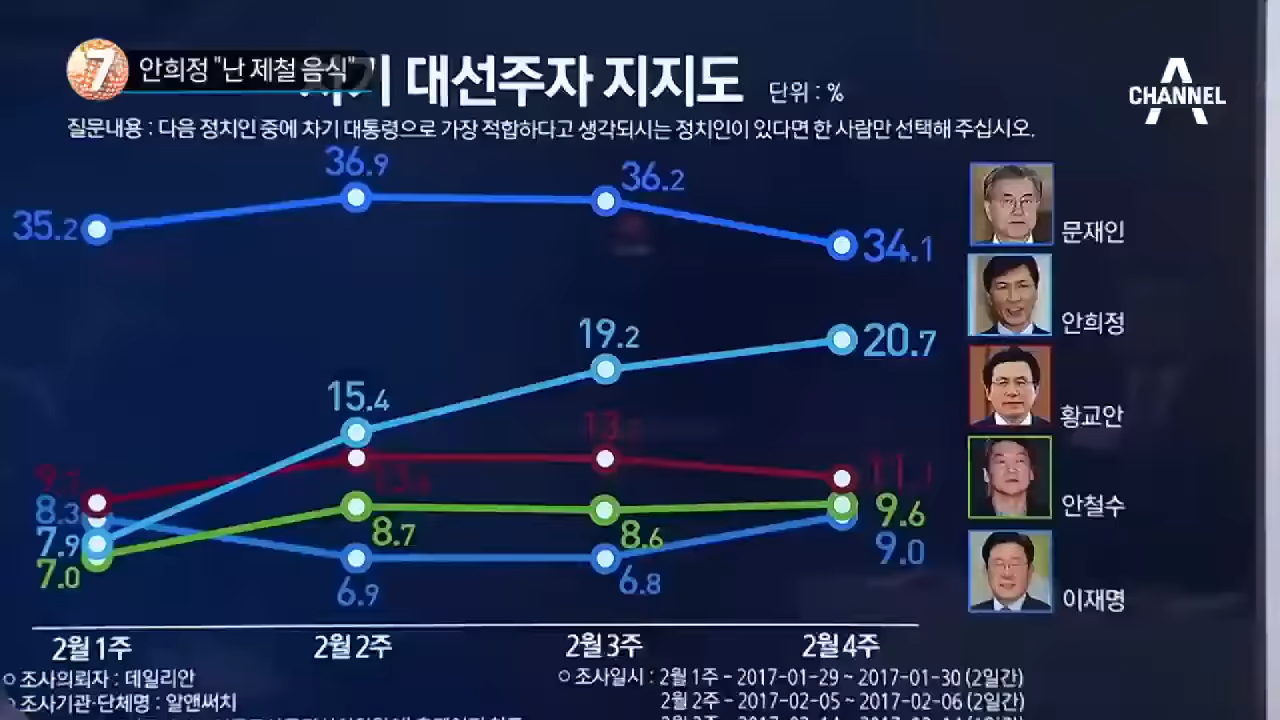 7 안희정 "난 제철 음식"
차기 대선주자 지지도 단위 : %
CHANNEL A
질문내용 : 다음 정치인 중에 차기 대통령으로 가장 적합하다고 생각되시는 정치인이 있다면 한 사람만 선택해 주십시오.
35.2 36.9 36.2 34.1
문재인
7.9 15.4 19.2 20.7
안희정
황교안
7.0 8.7 8.6 9.6
안철수
8.3 6.9 6.8 9.0
이재명
2월 1주 2월 2주 2월 3주 2월 4주
○ 조사의뢰자 : 데일리안
○ 조사기관·단체명 : 알앤써치
○ 조사일시 : 2월 1주 - 2017-01-29 ~ 2017-01-30 (2일간)
2월 2주 - 2017-02-05 ~ 2017-02-06 (2일간)